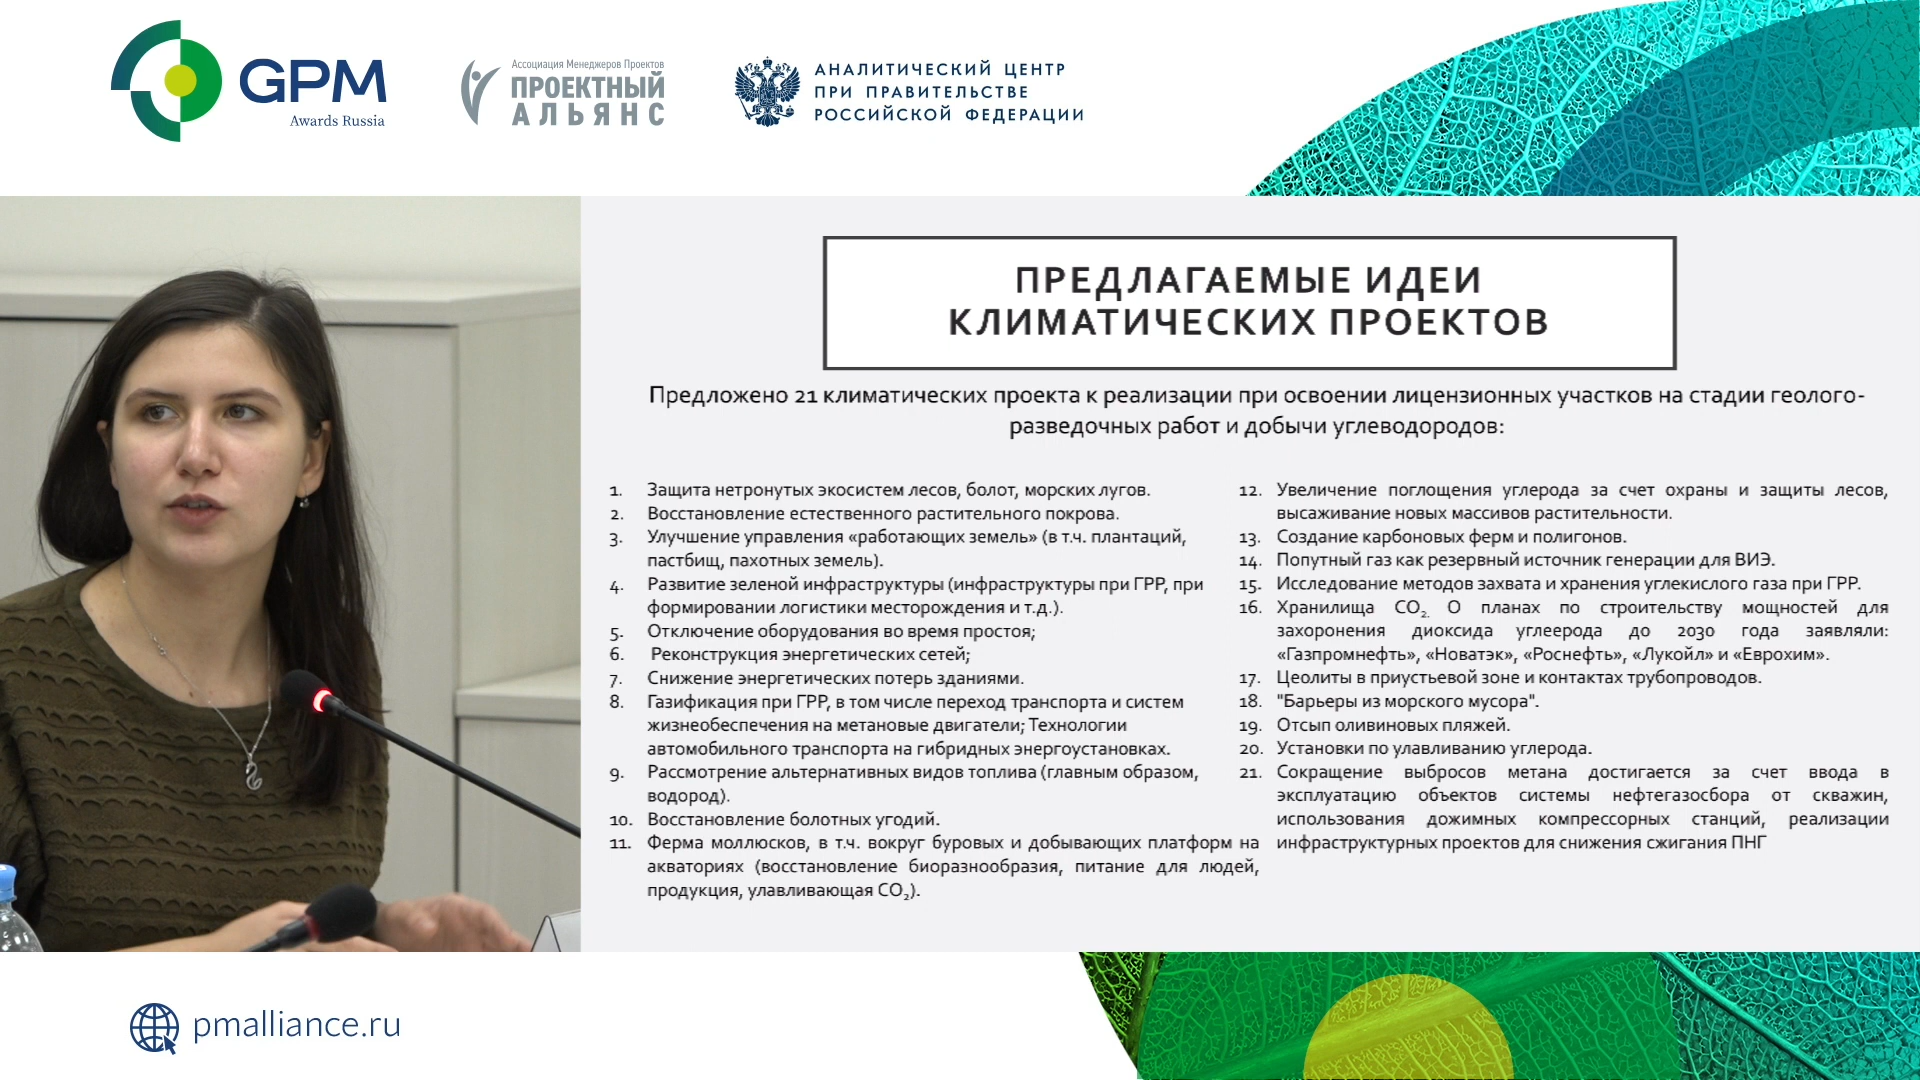 GPM
Awards Russia
Ассоциация Менеджеров Проектов
ПРОЕКТНЫЙ
АЛЬЯНС
АНАЛИТИЧЕСКИЙ ЦЕНТР
ПРИ ПРАВИТЕЛЬСТВЕ
РОССИЙСКОЙ ФЕДЕРАЦИИ
ПРЕДЛАГАЕМЫЕ ИДЕИ
КЛИМАТИЧЕСКИХ ПРОЕКТОВ
Предложено 21 климатических проекта к реализации при освоении лицензионных участков на стадии геолого-
разведочных работ и добычи углеводородов:
1. Защита нетронутых экосистем лесов, болот, морских лугов.
2. Восстановление естественного растительного покрова.
3. Улучшение управления «работающих земель» (в т.ч. плантаций,
пастбищ, пахотных земель).
4. Развитие зеленой инфраструктуры (инфраструктуры при ГРР, при
формировании логистики месторождения и т.д.).
5. Отключение оборудования во время простоя;
6. Реконструкция энергетических сетей;
7. Снижение энергетических потерь зданиями.
8. Газификация при ГРР, в том числе переход транспорта и систем
жизнеобеспечения на метановые двигатели; Технологии
автомобильного транспорта на гибридных энергоустановках.
9. Рассмотрение альтернативных видов топлива (главным образом,
водород).
10. Восстановление болотных угодий.
11. Ферма моллюсков, в т.ч. вокруг буровых и добывающих платформ на
акваториях (восстановление биоразнообразия, питание для людей,
продукция, улавливающая CO₂).
12. Увеличение поглощения углерода за счет охраны и защиты лесов,
высаживание новых массивов растительности.
13. Создание карбоновых ферм и полигонов.
14. Попутный газ как резервный источник генерации для ВИЭ.
15. Исследование методов захвата и хранения углекислого газа при ГРР.
16. Хранилища CO₂. О планах по строительству мощностей для
захоронения диоксида углеерода до 2030 года заявляли:
«Газпромнефть», «Новатэк», «Роснефть», «Лукойл» и «Еврохим».
17. Цеолиты в приустьевой зоне и контактах трубопроводов.
18. "Барьеры из морского мусора".
19. Отсып оливиновых пляжей.
20. Установки по улавливанию углерода.
21. Сокращение выбросов метана достигается за счет ввода в
эксплуатацию объектов системы нефтегазосбора от скважин,
использования дожимных компрессорных станций, реализации
инфраструктурных проектов для снижения сжигания ПНГ
pmalliance.ru